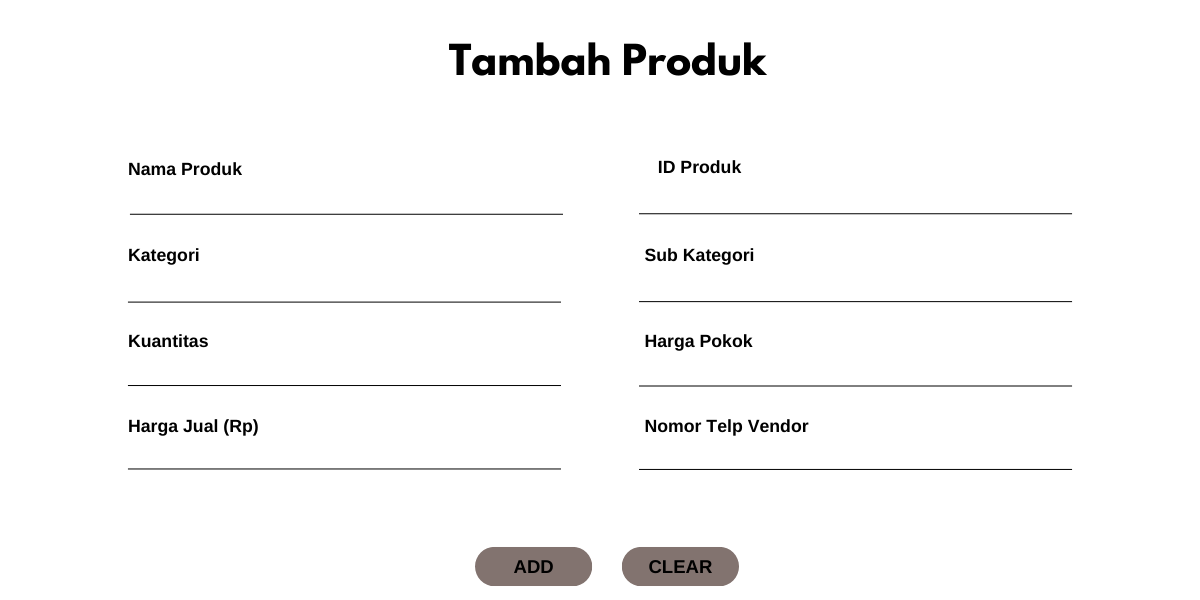 Tambah Produk
Nama Produk
ID Produk
Kategori
Sub Kategori
Kuantitas
Harga Pokok
Harga Jual (Rp)
Nomor Telp Vendor
ADD
CLEAR